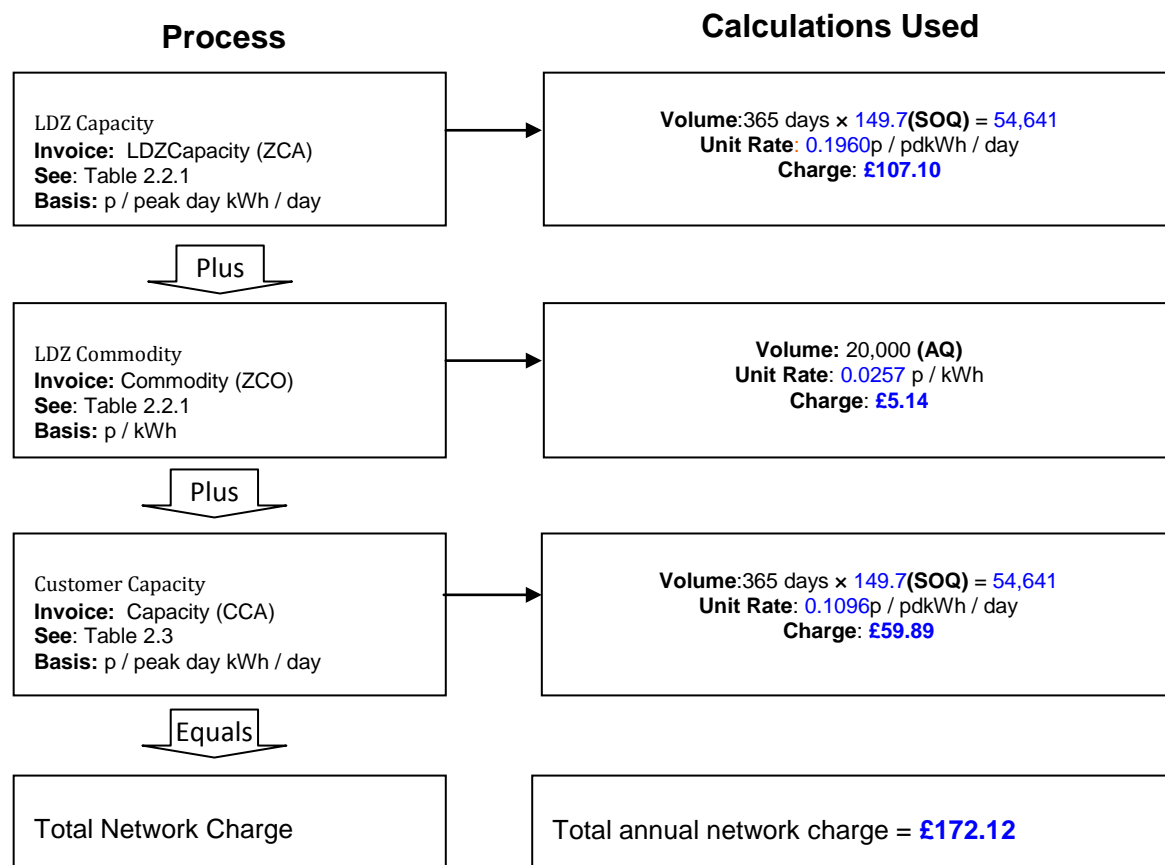 Process
Calculations Used
LDZ Capacity
Invoice: LDZCapacity (ZCA)
See: Table 2.2.1
Basis: p / peak day kWh / day
Volume:365 days × 149.7(SOQ) = 54,641
Unit Rate: 0.1960p / pdkWh / day
Charge: £107.10
Plus
LDZ Commodity
Invoice: Commodity (ZCO)
See: Table 2.2.1
Basis: p / kWh
Volume: 20,000 (AQ)
Unit Rate: 0.0257 p / kWh
Charge: £5.14
Plus
Customer Capacity
Invoice: Capacity (CCA)
See: Table 2.3
Basis: p / peak day kWh / day
Volume:365 days × 149.7(SOQ) = 54,641
Unit Rate: 0.1096p / pdkWh / day
Charge: £59.89
Equals
Total Network Charge
Total annual network charge = £172.12